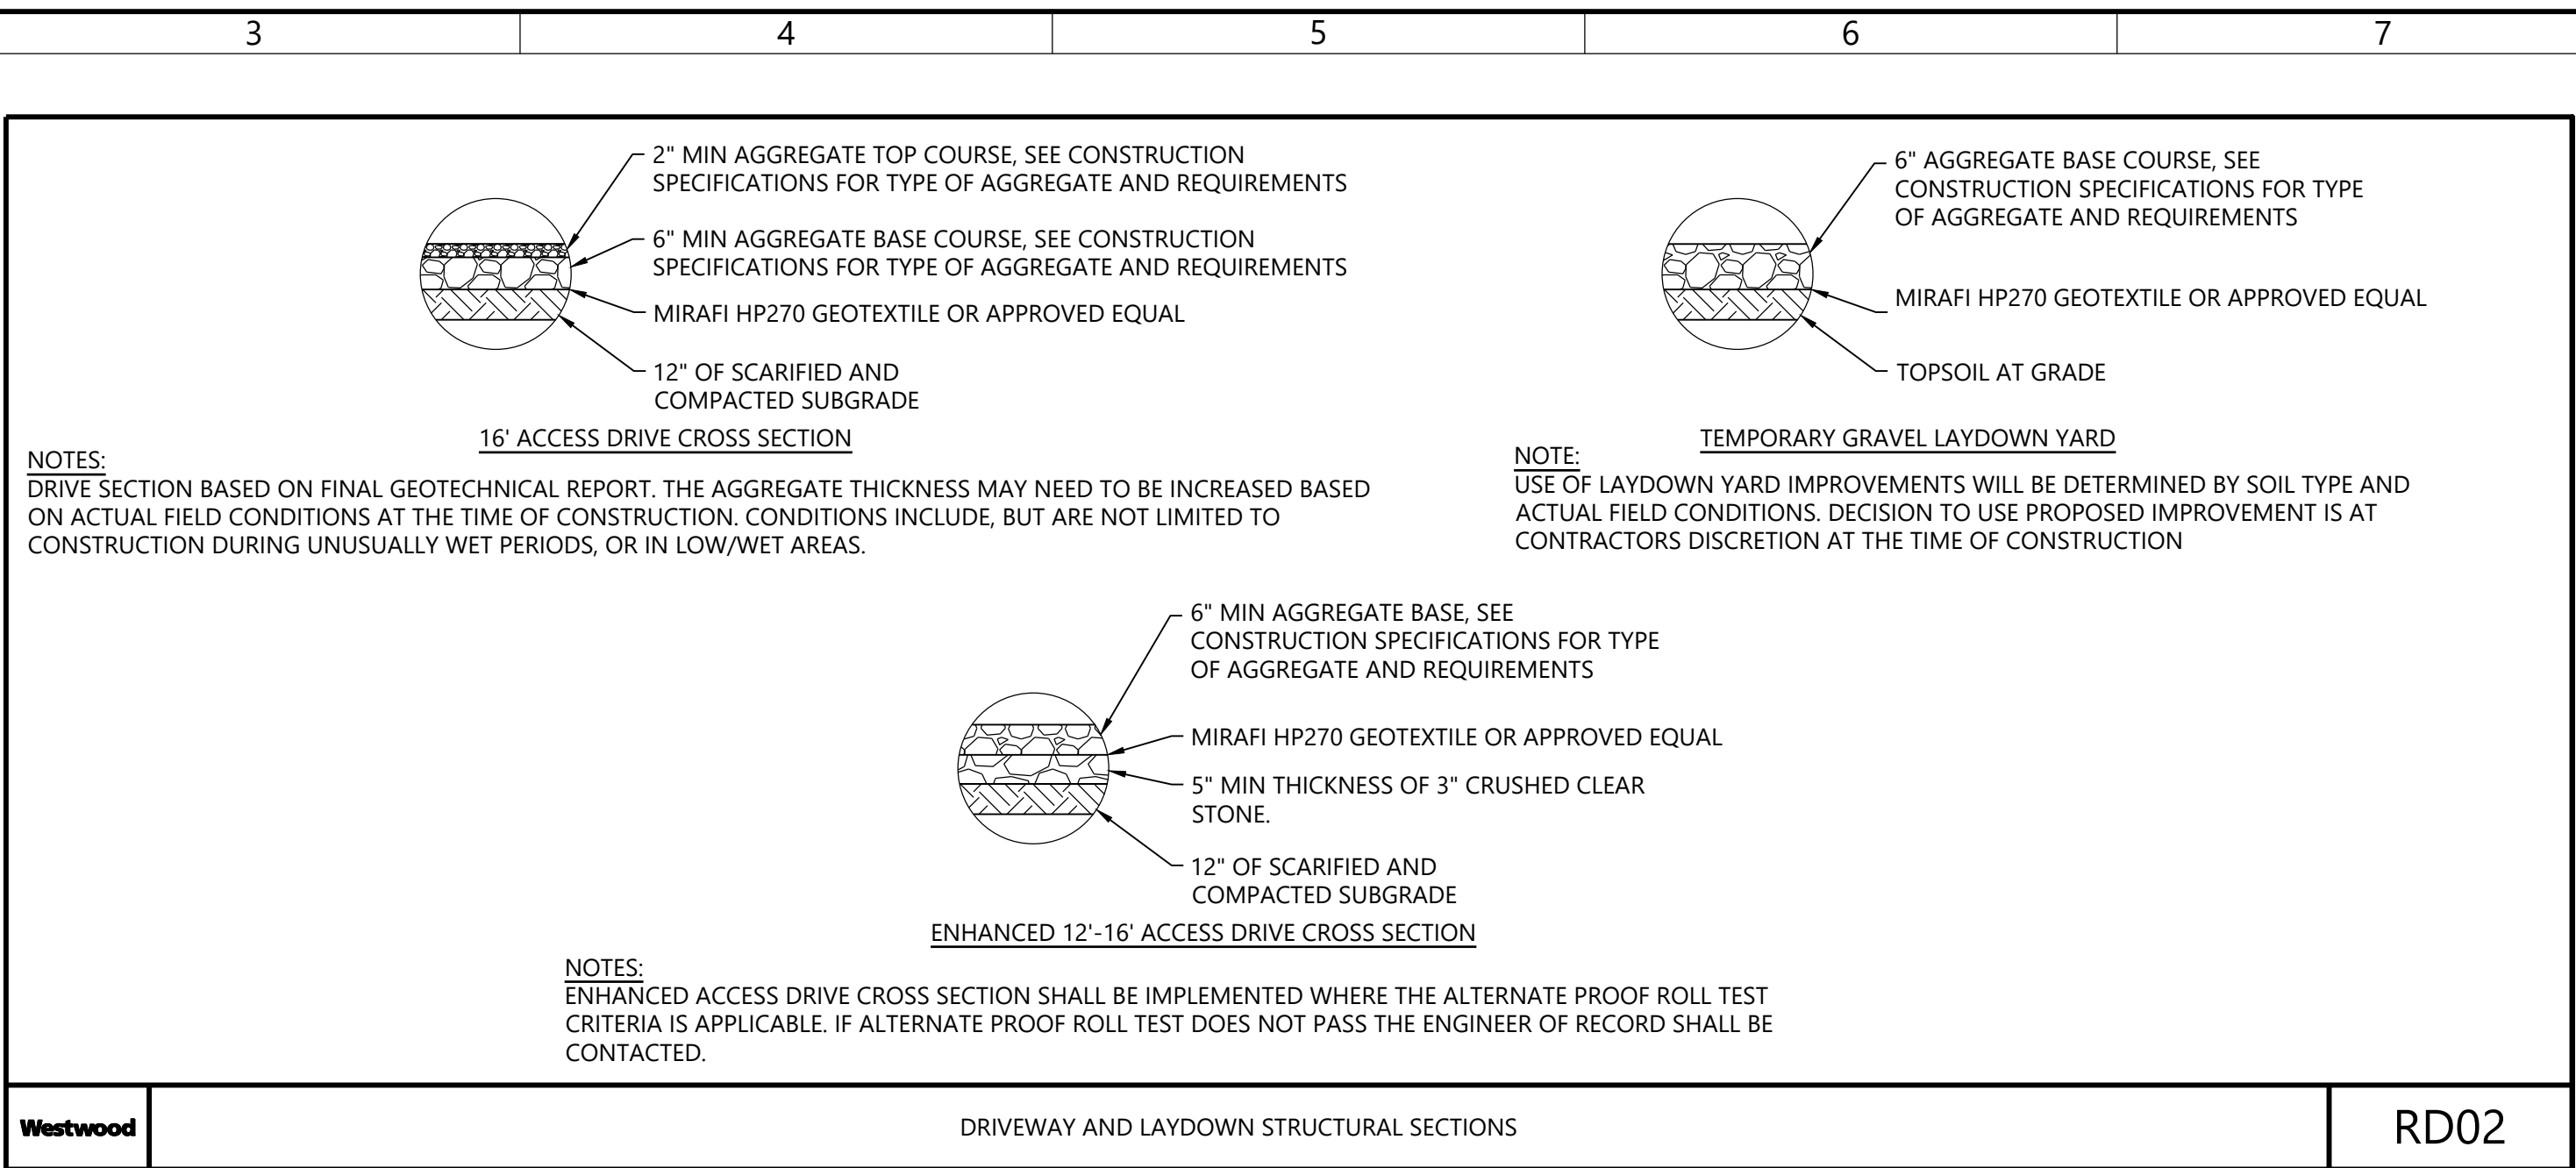 3 4 5 6 7
2" MIN AGGREGATE TOP COURSE, SEE CONSTRUCTION
SPECIFICATIONS FOR TYPE OF AGGREGATE AND REQUIREMENTS
6" MIN AGGREGATE BASE COURSE, SEE CONSTRUCTION
SPECIFICATIONS FOR TYPE OF AGGREGATE AND REQUIREMENTS
MIRAFI HP270 GEOTEXTILE OR APPROVED EQUAL
12" OF SCARIFIED AND
COMPACTED SUBGRADE
16' ACCESS DRIVE CROSS SECTION
NOTES:
DRIVE SECTION BASED ON FINAL GEOTECHNICAL REPORT. THE AGGREGATE THICKNESS MAY NEED TO BE INCREASED BASED
ON ACTUAL FIELD CONDITIONS AT THE TIME OF CONSTRUCTION. CONDITIONS INCLUDE, BUT ARE NOT LIMITED TO
CONSTRUCTION DURING UNUSUALLY WET PERIODS, OR IN LOW/WET AREAS.
6" AGGREGATE BASE COURSE, SEE
CONSTRUCTION SPECIFICATIONS FOR TYPE
OF AGGREGATE AND REQUIREMENTS
MIRAFI HP270 GEOTEXTILE OR APPROVED EQUAL
TOPSOIL AT GRADE
TEMPORARY GRAVEL LAYDOWN YARD
NOTE:
USE OF LAYDOWN YARD IMPROVEMENTS WILL BE DETERMINED BY SOIL TYPE AND
ACTUAL FIELD CONDITIONS. DECISION TO USE PROPOSED IMPROVEMENT IS AT
CONTRACTORS DISCRETION AT THE TIME OF CONSTRUCTION
6" MIN AGGREGATE BASE, SEE
CONSTRUCTION SPECIFICATIONS FOR TYPE
OF AGGREGATE AND REQUIREMENTS
MIRAFI HP270 GEOTEXTILE OR APPROVED EQUAL
5" MIN THICKNESS OF 3" CRUSHED CLEAR
STONE.
12" OF SCARIFIED AND
COMPACTED SUBGRADE
ENHANCED 12'-16' ACCESS DRIVE CROSS SECTION
NOTES:
ENHANCED ACCESS DRIVE CROSS SECTION SHALL BE IMPLEMENTED WHERE THE ALTERNATE PROOF ROLL TEST
CRITERIA IS APPLICABLE. IF ALTERNATE PROOF ROLL TEST DOES NOT PASS THE ENGINEER OF RECORD SHALL BE
CONTACTED.
Westwood
DRIVEWAY AND LAYDOWN STRUCTURAL SECTIONS
RD02